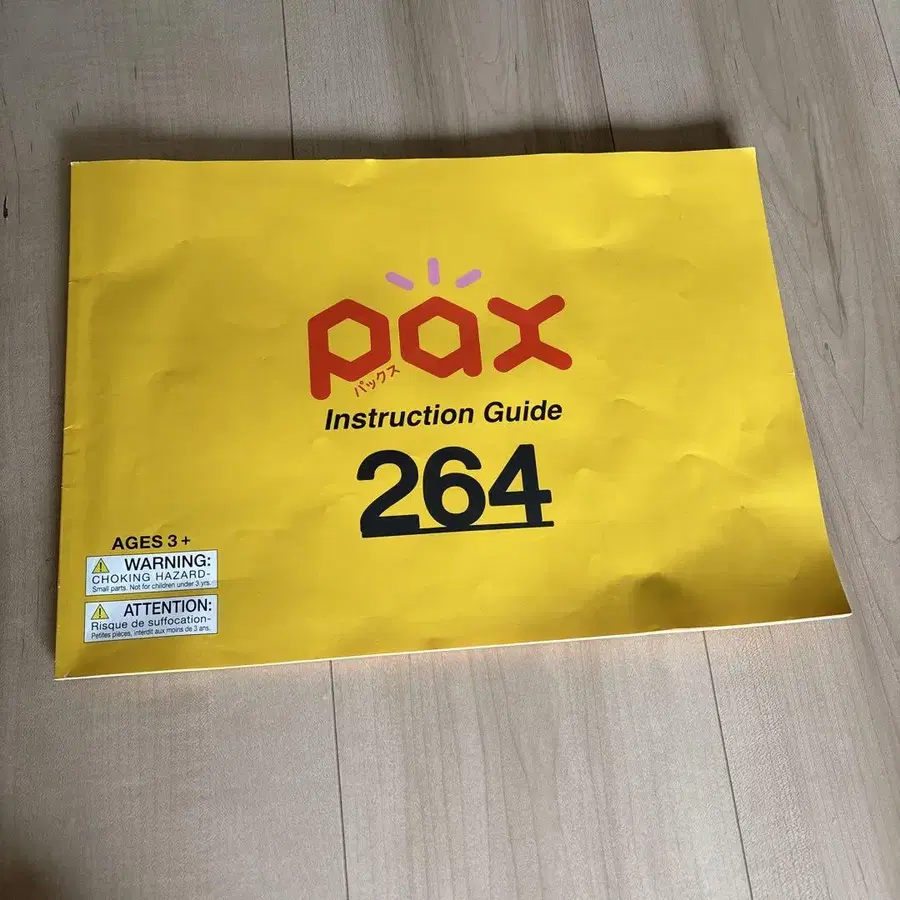 pax
パックス
Instruction Guide
264
AGES 3 +
WARNING:
CHOKING HAZARD-
Small parts. Not for children under 3 yrs.
ATTENTION:
Risque de suffocation-
Petites pièces, interdit aux moins de 3 ans.